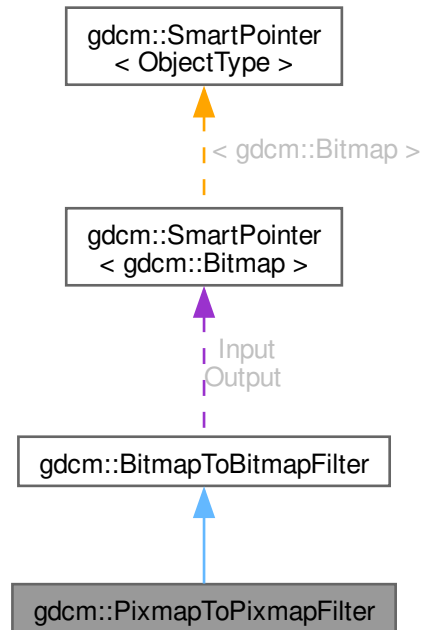 gdcm::SmartPointer
< ObjectType >
< gdcm::Bitmap >
gdcm::SmartPointer
< gdcm::Bitmap >
Input
Output
gdcm::BitmapToBitmapFilter
gdcm::PixmapToPixmapFilter